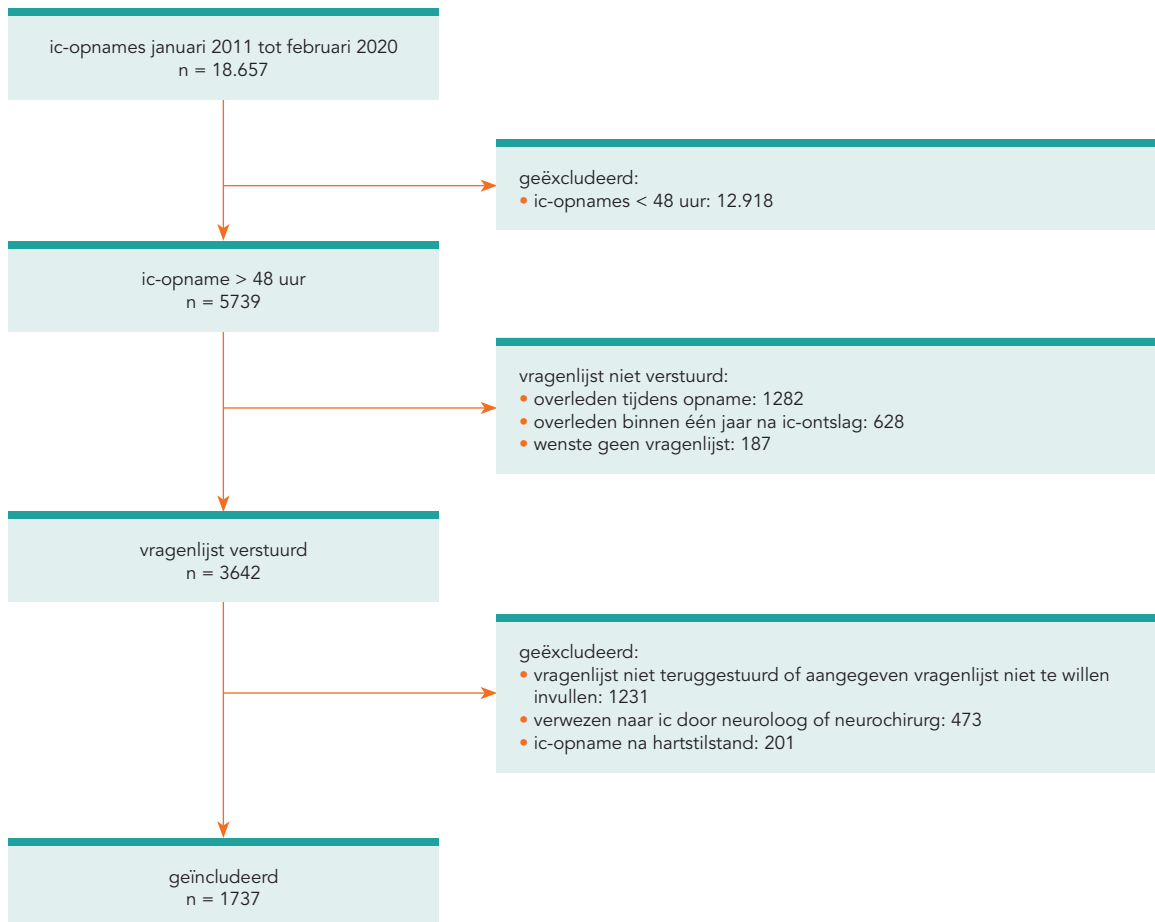 ic-opnames januari 2011 tot februari 2020
n = 18.657
geëxcludeerd:
• ic-opnames < 48 uur: 12.918
ic-opname > 48 uur
n = 5739
vragenlijst niet verstuurd:
• overleden tijdens opname: 1282
• overleden binnen één jaar na ic-ontslag: 628
• wenste geen vragenlijst: 187
vragenlijst verstuurd
n = 3642
geëxcludeerd:
• vragenlijst niet teruggestuurd of aangegeven vragenlijst niet te willen
invullen: 1231
• verwezen naar ic door neuroloog of neurochirurg: 473
• ic-opname na hartstilstand: 201
geïncludeerd
n = 1737